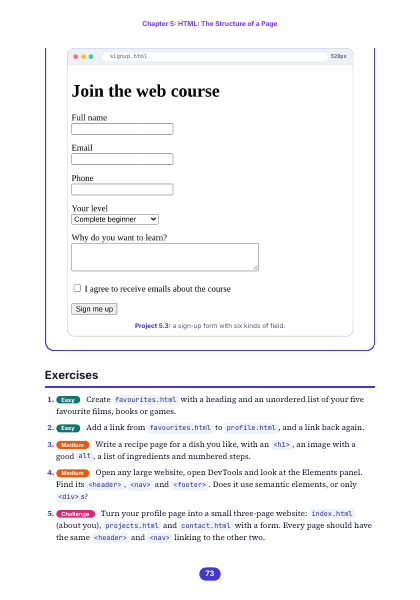 Chapter 5: HTML: The Structure of a Page
signup.html
520px
Join the web course
Full name
Email
Phone
Your level
Complete beginner
Why do you want to learn?
I agree to receive emails about the course
Sign me up
Project 5.3: a sign-up form with six kinds of field.
Exercises
1. Easy Create favourites.html with a heading and an unordered list of your five
favourite films, books or games.
2. Easy Add a link from favourites.html to profile.html, and a link back again.
3. Medium Write a recipe page for a dish you like, with an <h1>, an image with a
good alt, a list of ingredients and numbered steps.
4. Medium Open any large website, open DevTools and look at the Elements panel.
Find its <header>, <nav> and <footer>. Does it use semantic elements, or only
<div>s?
5. Challenge Turn your profile page into a small three-page website: index.html
(about you), projects.html and contact.html with a form. Every page should have
the same <header> and <nav> linking to the other two.
73